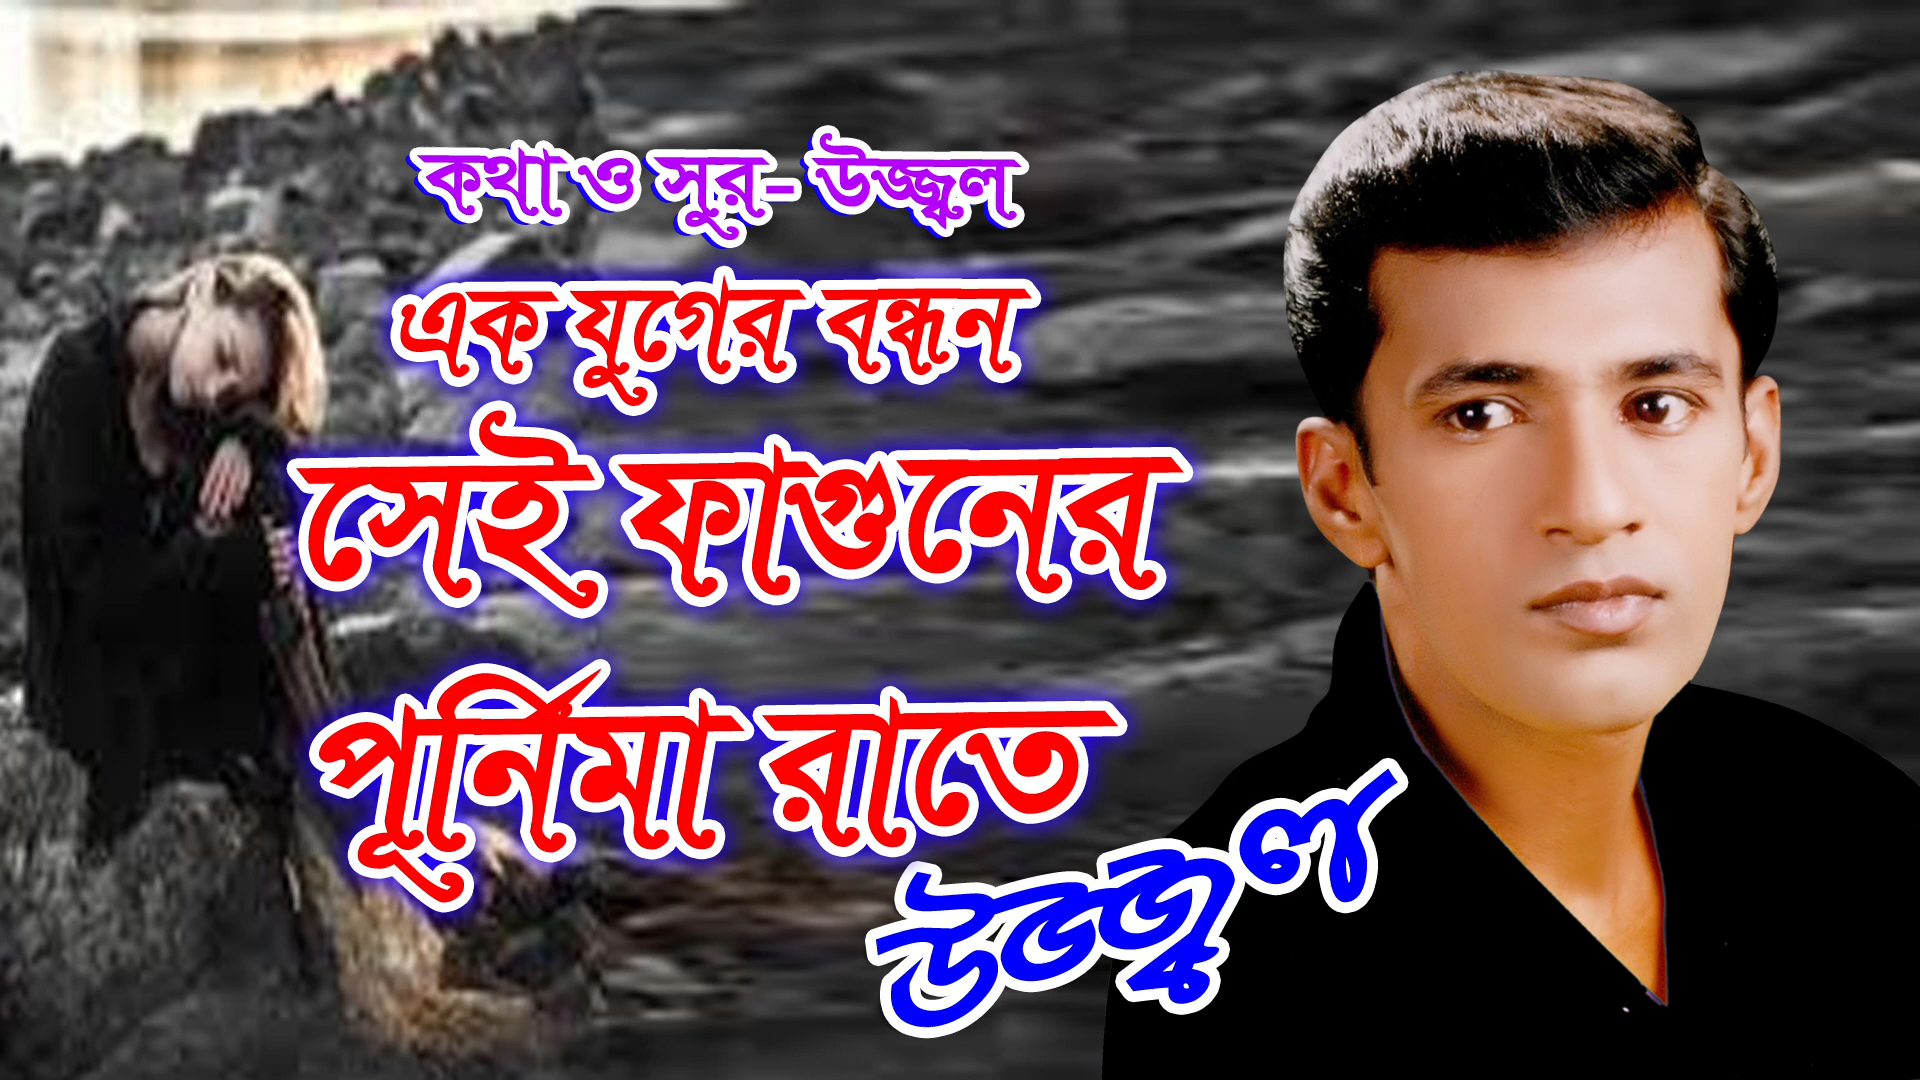 কথা ও সুর- উজ্জ্বল
এক যুগের বন্ধন
সেই ফাগুনের
পূর্নিমা রাতে
উজ্জ্বল